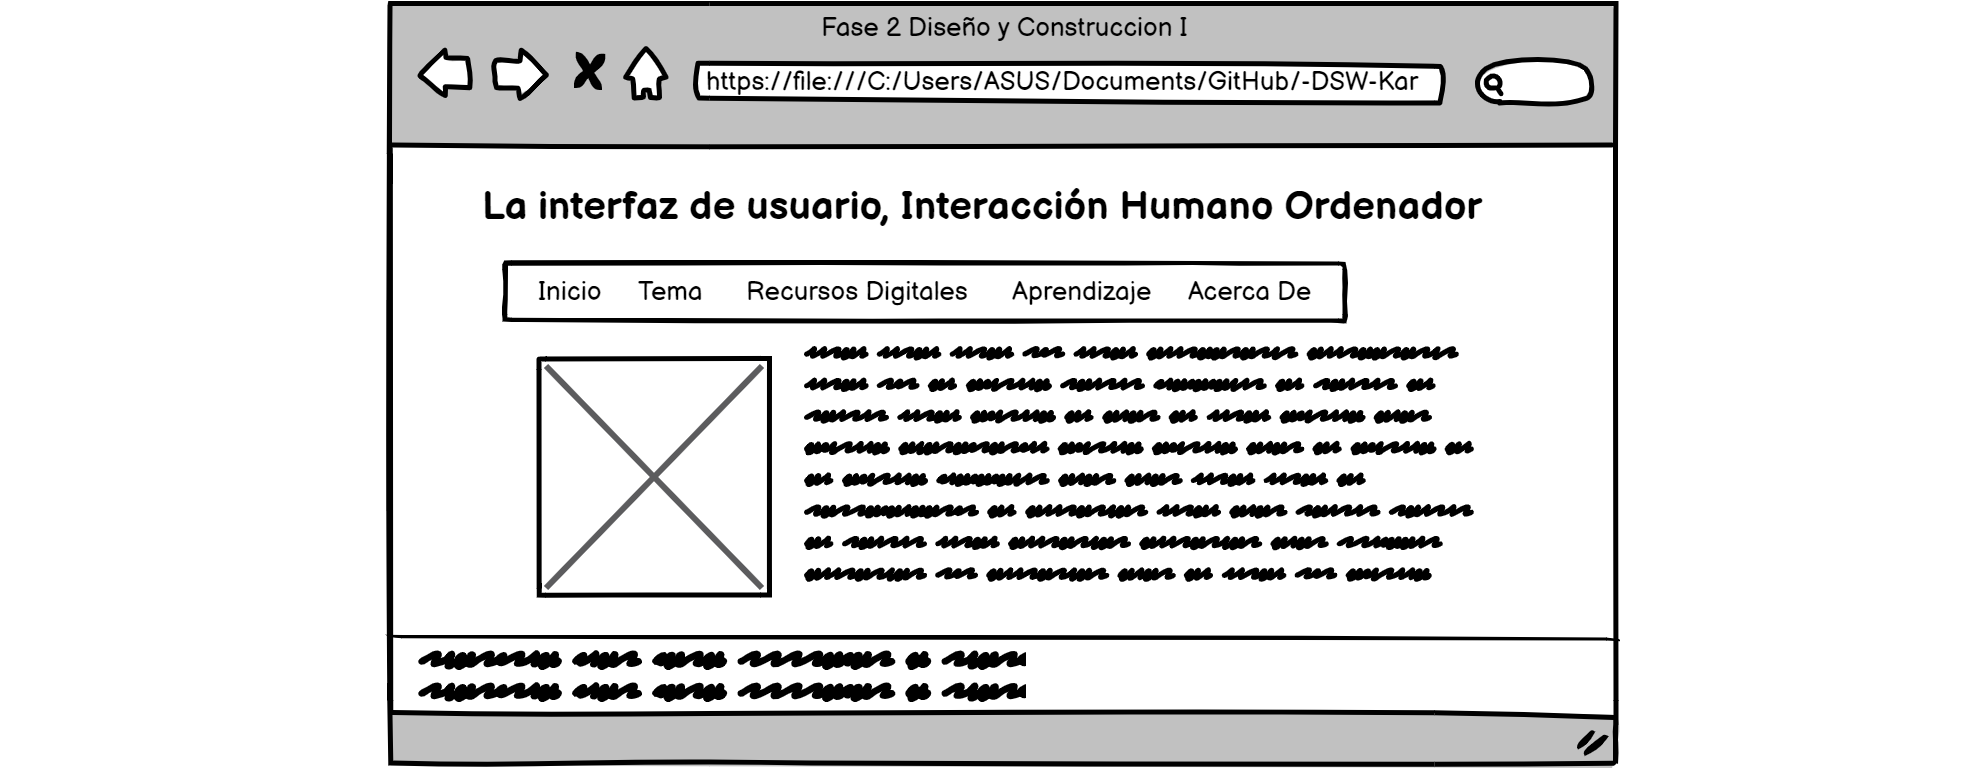 Fase 2 Diseño y Construccion I
https://file:///C:/Users/ASUS/Documents/GitHub/-DSW-Kar
La interfaz de usuario, Interacción Humano Ordenador
Inicio Tema Recursos Digitales Aprendizaje Acerca De